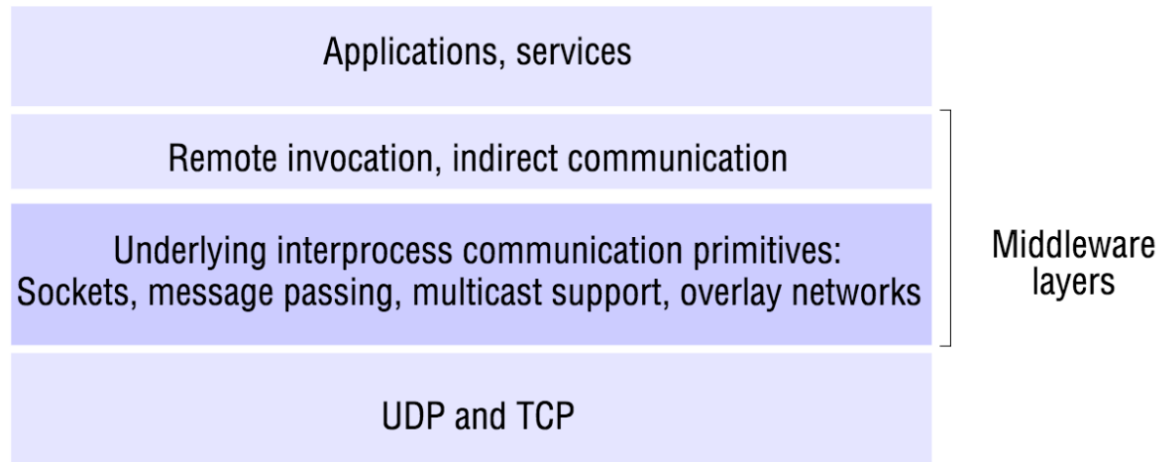 Applications, services
Remote invocation, indirect communication
Underlying interprocess communication primitives:
Sockets, message passing, multicast support, overlay networks
Middleware
layers
UDP and TCP